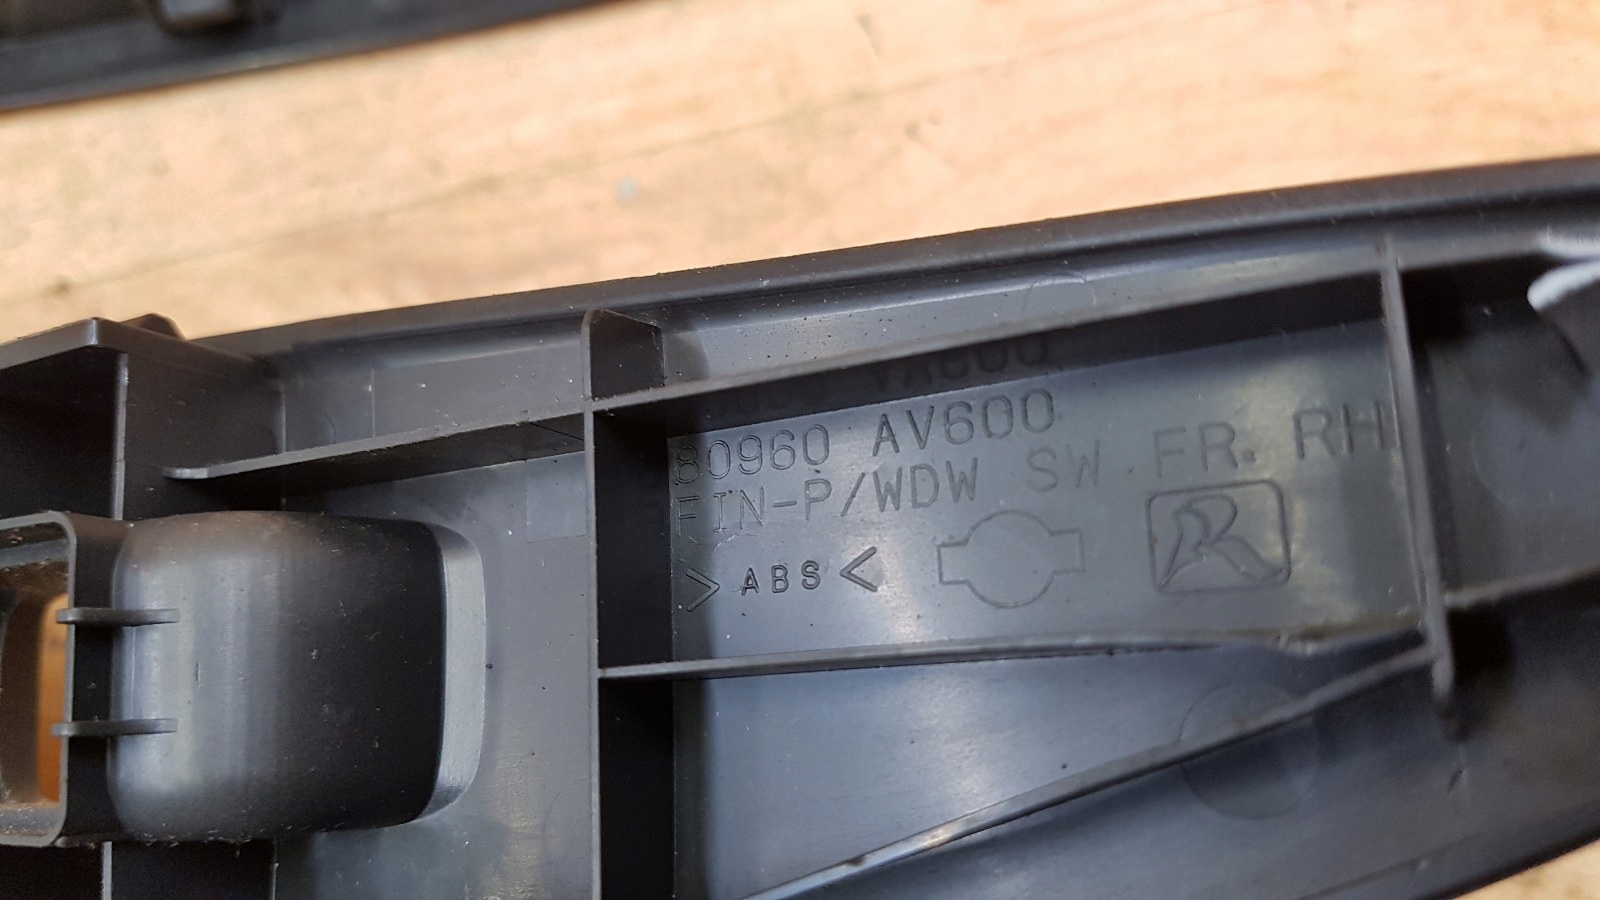 80960 AV600
FIN-P/WDW SW FR. RH
> ABS <
R